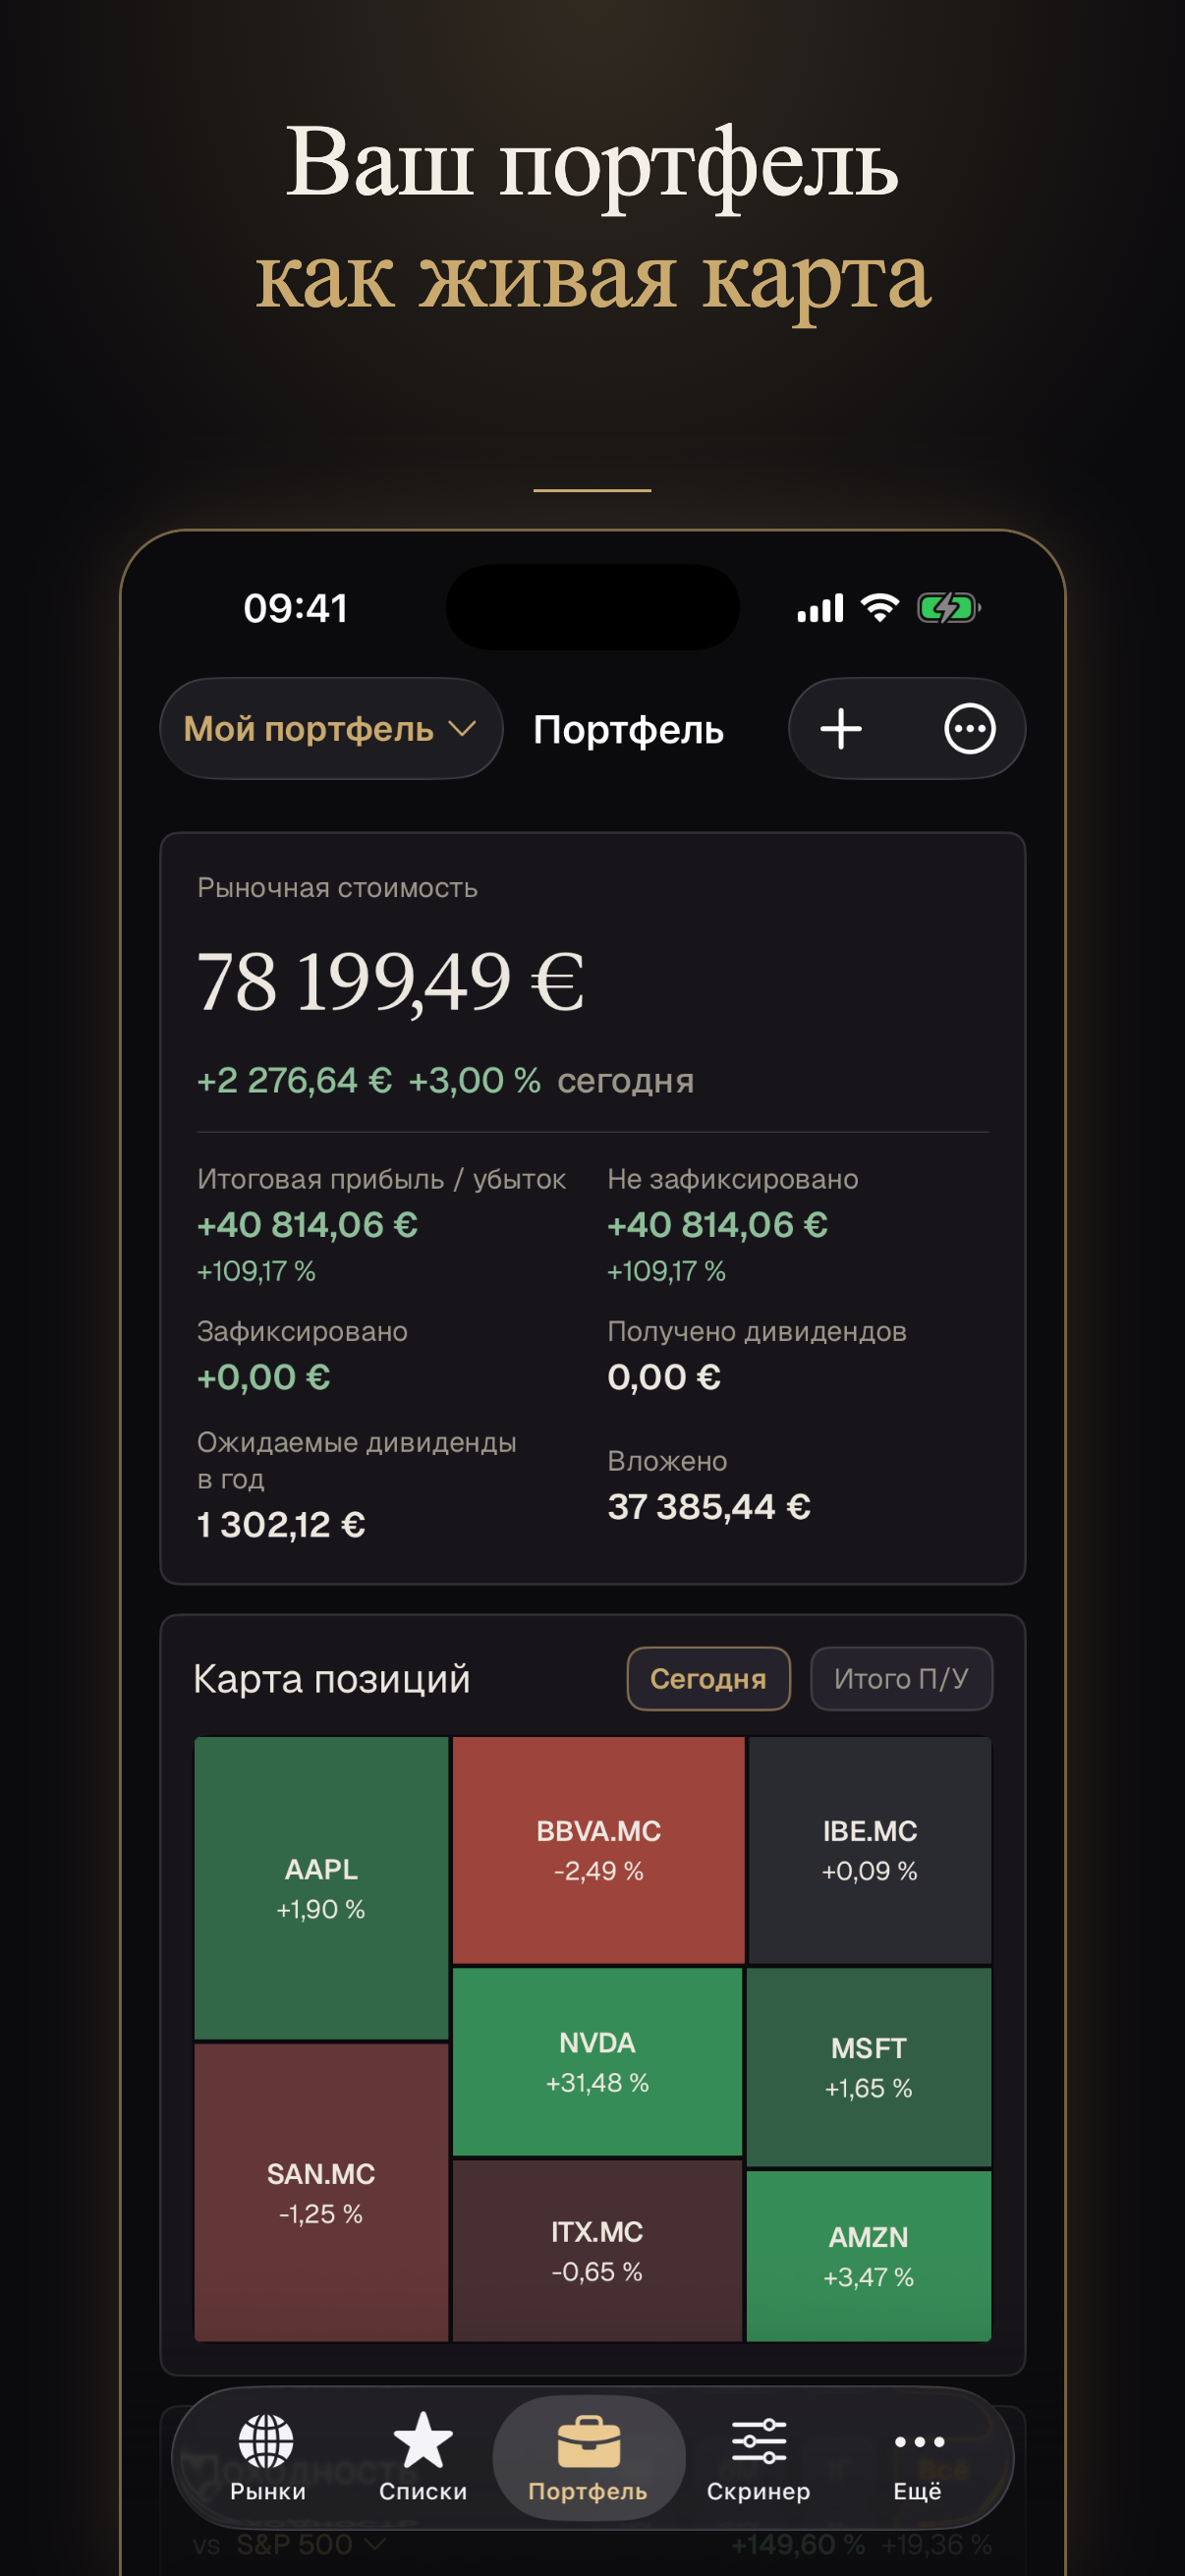 Ваш портфель
как живая карта
09:41
Мой портфель
Портфель
Рыночная стоимость
78 199,49 €
+2 276,64 € +3,00 % сегодня
Итоговая прибыль / убыток
Не зафиксировано
+40 814,06 €
+40 814,06 €
+109,17 %
+109,17 %
Зафиксировано
Получено дивидендов
+0,00 €
0,00 €
Ожидаемые дивиденды
в год
Вложено
1 302,12 €
37 385,44 €
Карта позиций
Сегодня
Итого П/У
AAPL
+1,90 %
BBVA.MC
-2,49 %
IBE.MC
+0,09 %
NVDA
+31,48 %
MSFT
+1,65 %
SAN.MC
-1,25 %
ITX.MC
-0,65 %
AMZN
+3,47 %
Рынки
Списки
Портфель
Скринер
Ещё
vs S&P 500
+149,60 % +19,36 %